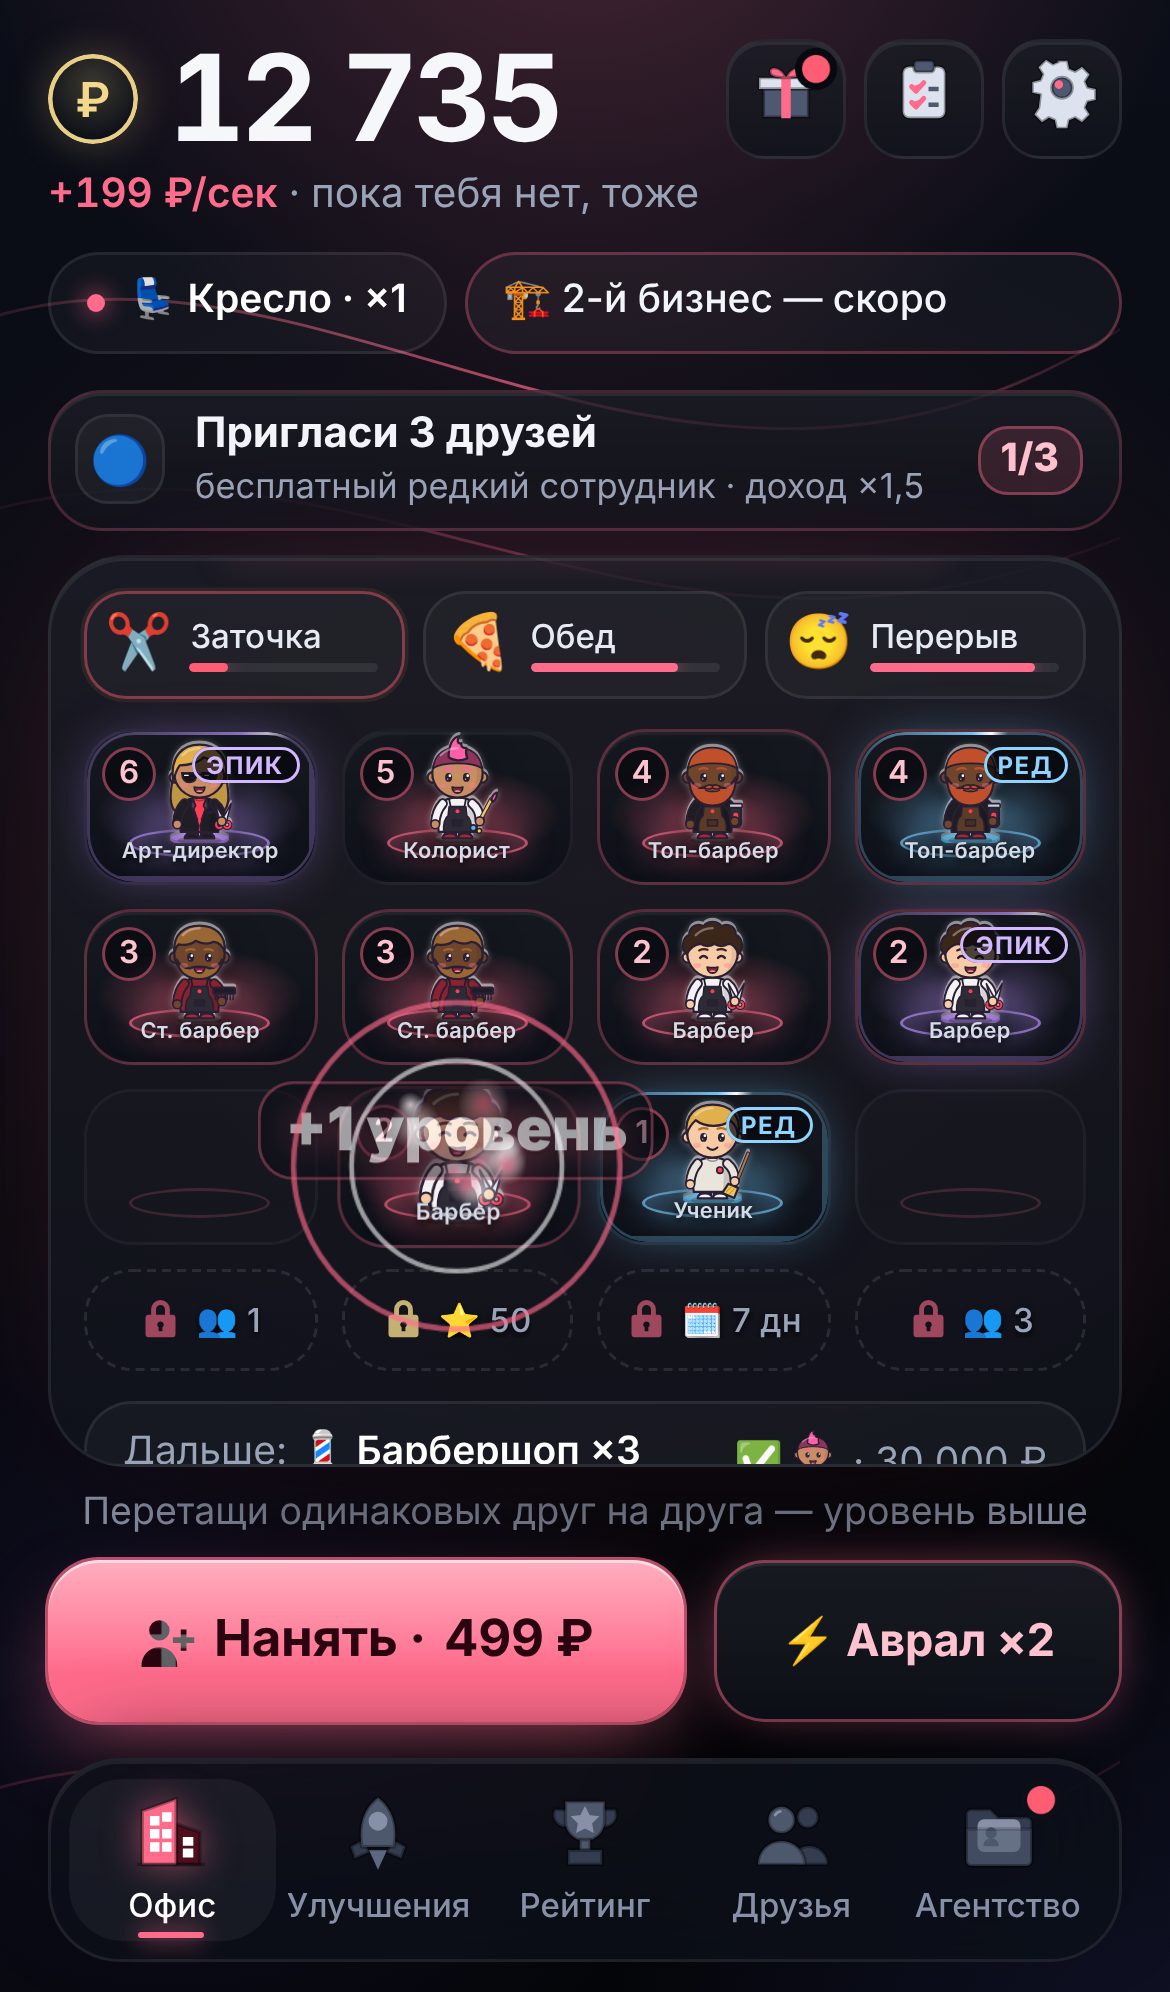 ₽ 12 735
+199 ₽/сек · пока тебя нет, тоже
Кресло · ×1
2-й бизнес — скоро
Пригласи 3 друзей
бесплатный редкий сотрудник · доход ×1,5
1/3
Заточка
Обед
Перерыв
6 ЭПИК
Арт-директор
5
Колорист
4
Топ-барбер
4 РЕД
Топ-барбер
3
Ст. барбер
3
Ст. барбер
2
Барбер
2 ЭПИК
Барбер
+1 уровень
Барбер
1 РЕД
Ученик
1
50
7 дн
3
Дальше: Барбершоп ×3
· 30 000 ₽
Перетащи одинаковых друг на друга — уровень выше
Нанять · 499 ₽
Аврал ×2
Офис
Улучшения
Рейтинг
Друзья
Агентство